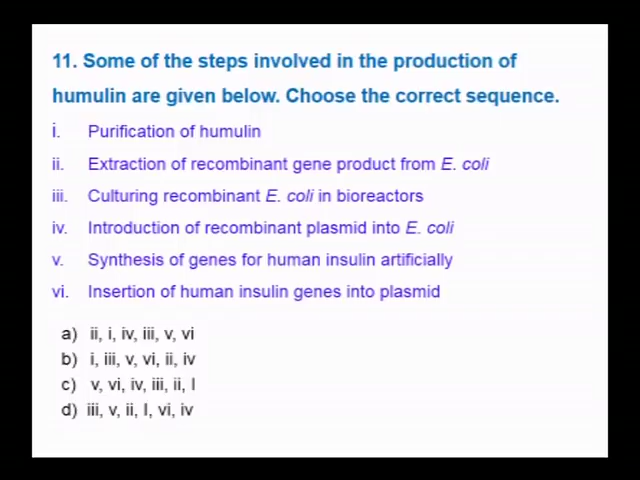 11. Some of the steps involved in the production of
humulin are given below. Choose the correct sequence.
i. Purification of humulin
ii. Extraction of recombinant gene product from E. coli
iii. Culturing recombinant E. coli in bioreactors
iv. Introduction of recombinant plasmid into E. coli
v. Synthesis of genes for human insulin artificially
vi. Insertion of human insulin genes into plasmid
a) ii, i, iv, iii, v, vi
b) i, iii, v, vi, ii, iv
c) v, vi, iv, iii, ii, I
d) iii, v, ii, I, vi, iv